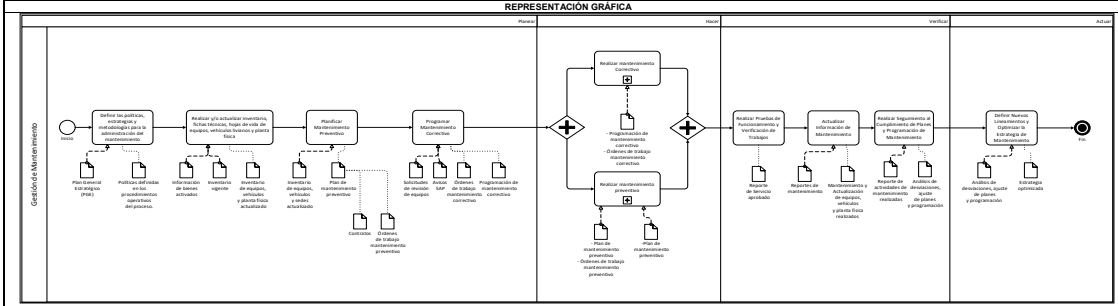 REPRESENTACIÓN GRÁFICA
Planear
Hacer
Verificar
Actuar
Gestión de Mantenimiento
Inicio
Definir las políticas,
estrategias y
metodologías para la
administración del
mantenimiento
Plan General
Estratégico
(PGE)
Políticas definidas
en los
procedimientos
operativos
del proceso.
Realizar y/o actualizar inventario,
fichas técnicas, hojas de vida de
equipos, vehículos livianos y planta
física
Información
de bienes
activados
Inventario
vigente
Inventario
de equipos,
vehículos
y planta física
actualizado
Planificar
Mantenimiento
Preventivo
Inventario
de equipos,
vehículos
y sedes
actualizado
Plan de
mantenimiento
preventivo
Contratos
Órdenes
de trabajo
mantenimiento
preventivo
Programar
Mantenimiento
Correctivo
Solicitudes
de revisión
de equipos
Avisos
SAP
Órdenes
de trabajo
mantenimiento
correctivo
Programación de
mantenimiento
correctivo
Realizar mantenimiento
Correctivo
- Programación de
mantenimiento
correctivo
- Órdenes de trabajo
mantenimiento
correctivo
Realizar mantenimiento
preventivo
- Plan de
mantenimiento
preventivo
- Órdenes de trabajo
mantenimiento
preventivo
-Plan de
mantenimiento
preventivo
Realizar Pruebas de
Funcionamiento y
Verificación de
Trabajos
Reporte
de Servicio
aprobado
Actualizar
Información de
Mantenimiento
Reportes de
mantenimiento
Mantenimiento y
Actualización
de equipos,
vehículos
y planta física
realizados
Realizar Seguimiento al
Cumplimiento de Planes
y Programación de
Mantenimiento
Reporte de
actividades de
mantenimiento
realizadas
Análisis de
desviaciones,
ajuste
de planes
y programación
Definir Nuevos
Lineamientos y
Optimizar la
Estrategia de
Mantenimiento
Análisis de
desviaciones, ajuste
de planes
y programación
Estrategia
optimizada
Fin